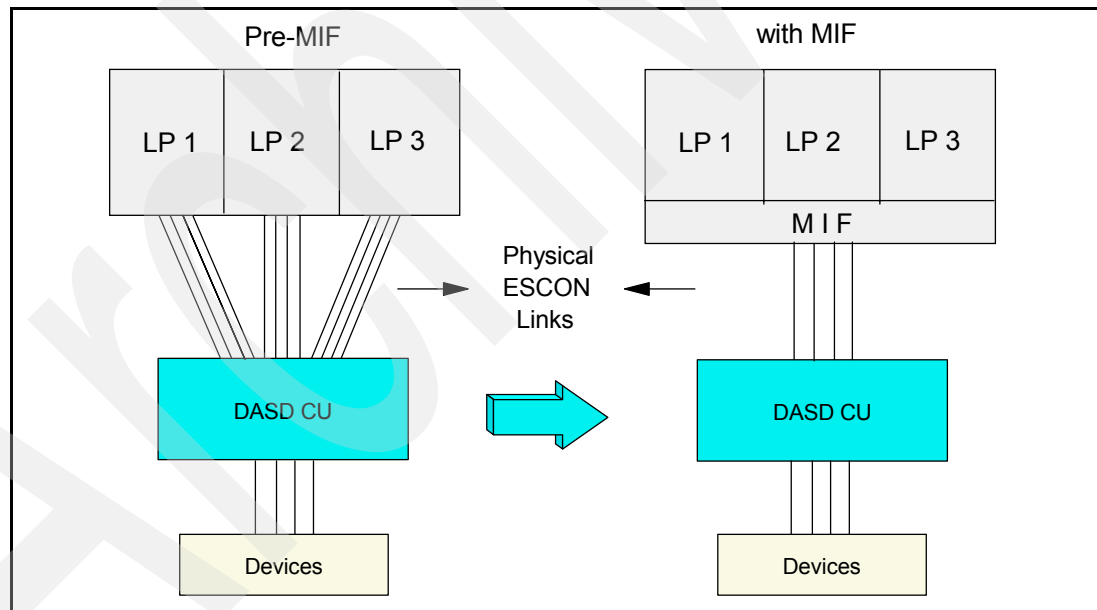 Pre-MIF
with MIF
LP 1
LP 2
LP 3
LP 1
LP 2
LP 3
M I F
Physical
ESCON
Links
DASD CU
DASD CU
Devices
Devices